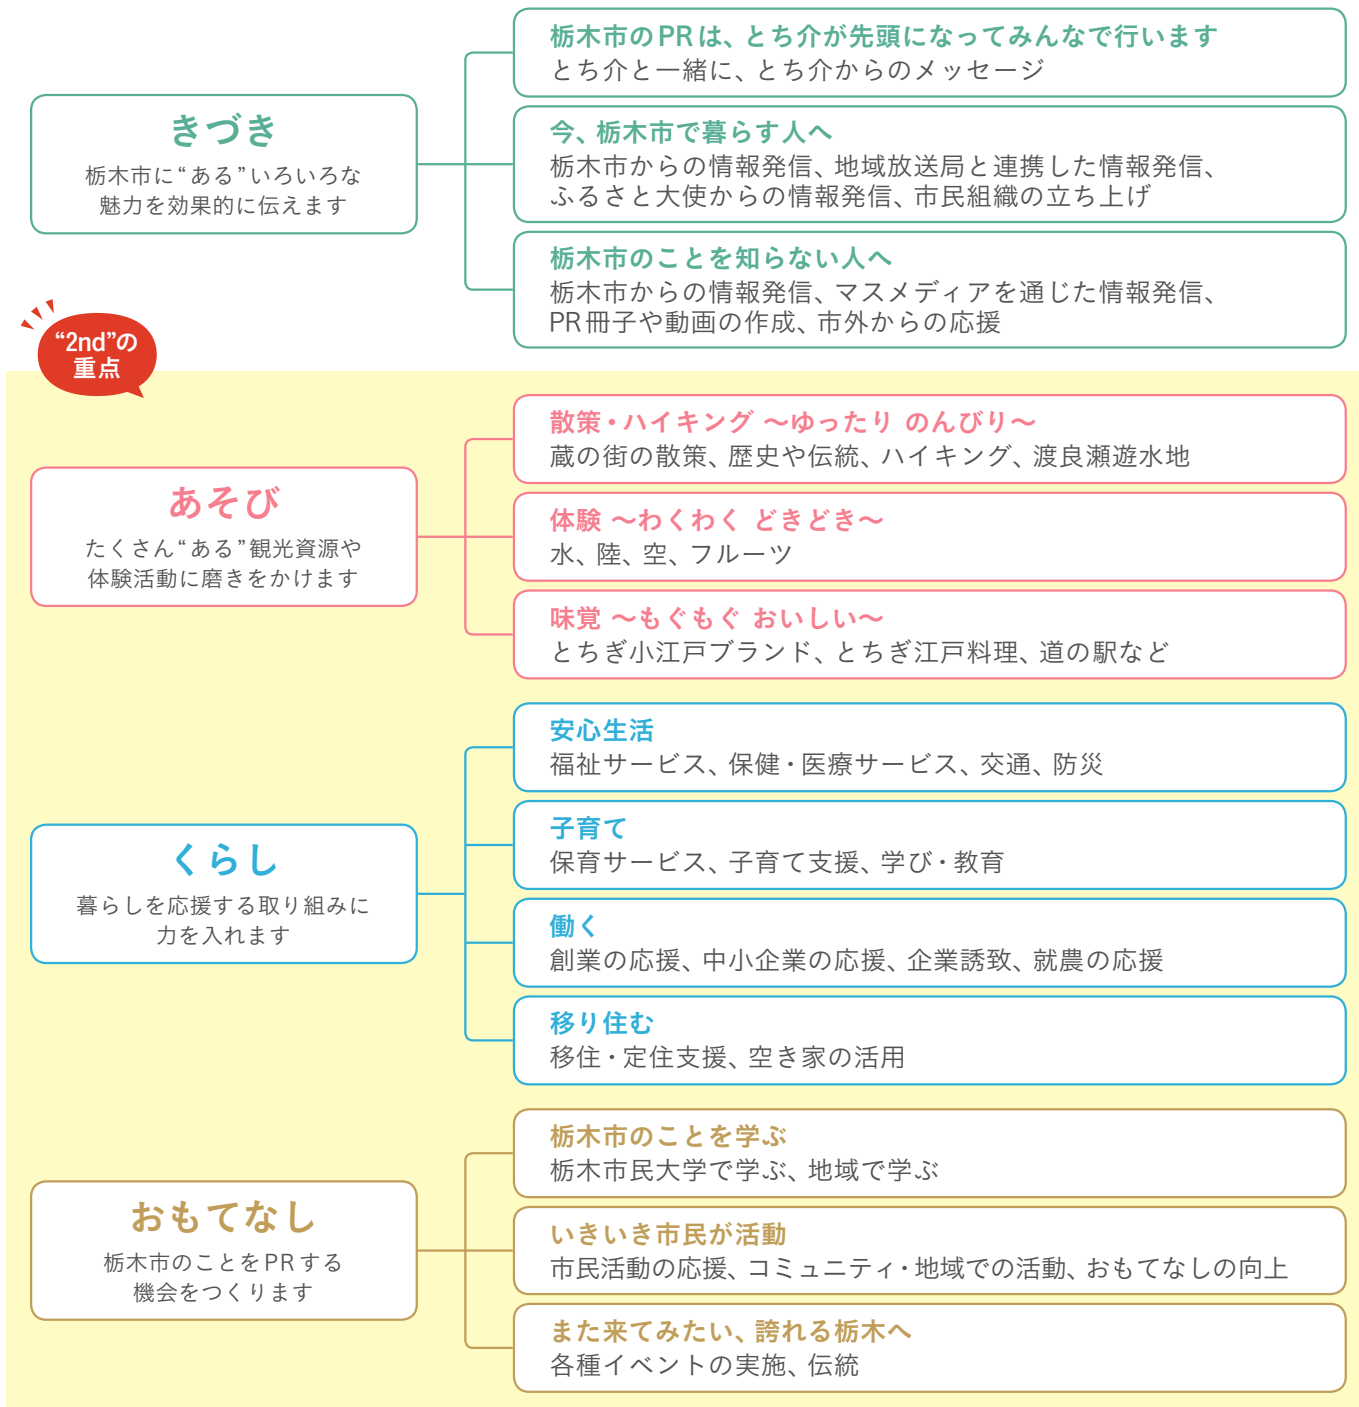 きづき
栃木市に“ある”いろいろな
魅力を効果的に伝えます
栃木市のPRは、とち介が先頭になってみんなで行います
とち介と一緒に、とち介からのメッセージ
今、栃木市で暮らす人へ
栃木市からの情報発信、地域放送局と連携した情報発信、
ふるさと大使からの情報発信、市民組織の立ち上げ
栃木市のことを知らない人へ
栃木市からの情報発信、マスメディアを通じた情報発信、
PR冊子や動画の作成、市外からの応援
“2nd”の
重点
あそび
たくさん“ある”観光資源や
体験活動に磨きをかけます
散策・ハイキング ～ゆったり のんびり～
蔵の街の散策、歴史や伝統、ハイキング、渡良瀬遊水地
体験 ～わくわく どきどき～
水、陸、空、フルーツ
味覚 ～もぐもぐ おいしい～
とちぎ小江戸ブランド、とちぎ江戸料理、道の駅など
くらし
暮らしを応援する取り組みに
力を入れます
安心生活
福祉サービス、保健・医療サービス、交通、防災
子育て
保育サービス、子育て支援、学び・教育
働く
創業の応援、中小企業の応援、企業誘致、就農の応援
移り住む
移住・定住支援、空き家の活用
おもてなし
栃木市のことをPRする
機会をつくります
栃木市のことを学ぶ
栃木市民大学で学ぶ、地域で学ぶ
いきいき市民が活動
市民活動の応援、コミュニティ・地域での活動、おもてなしの向上
また来てみたい、誇れる栃木へ
各種イベントの実施、伝統